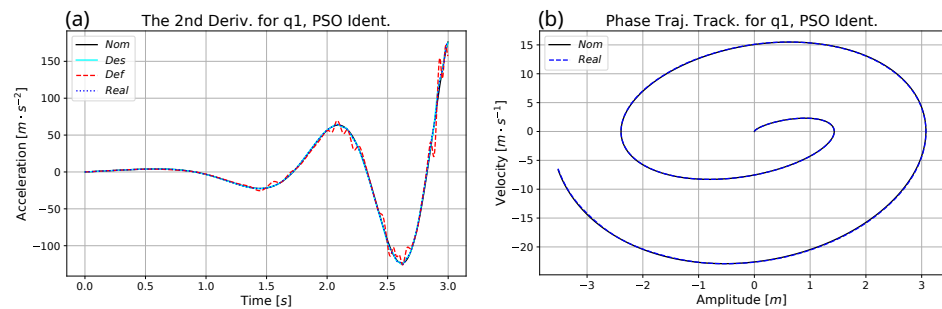 (a)
The 2nd Deriv. for q1, PSO Ident.
Nom
Des
Def
Real
150
100
50
0
−50
−100
Acceleration [m · s⁻²]
0.0 0.5 1.0 1.5 2.0 2.5 3.0
Time [s]
(b)
Phase Traj. Track. for q1, PSO Ident.
Nom
Real
15
10
5
0
−5
−10
−15
−20
Velocity [m · s⁻¹]
−3 −2 −1 0 1 2 3
Amplitude [m]